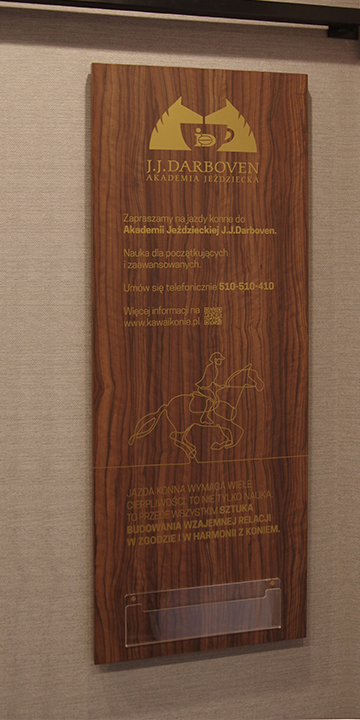 J.J.DARBOVEN
AKADEMIA JEŹDZIECKA
Zapraszamy na jazdy konne do
Akademii Jeździeckiej J.J.Darboven.
Nauka dla początkujących
i zaawansowanych.
Umów się telefonicznie 510-510-410
Więcej informacji na
www.kawaikonie.pl
JAZDA KONNA WYMAGA WIELE
CIERPLIWOŚCI, TO NIE TYLKO NAUKA,
TO PRZEDE WSZYSTKIM SZTUKA
BUDOWANIA WZAJEMNEJ RELACJI
W ZGODZIE I W HARMONII Z KONIEM.